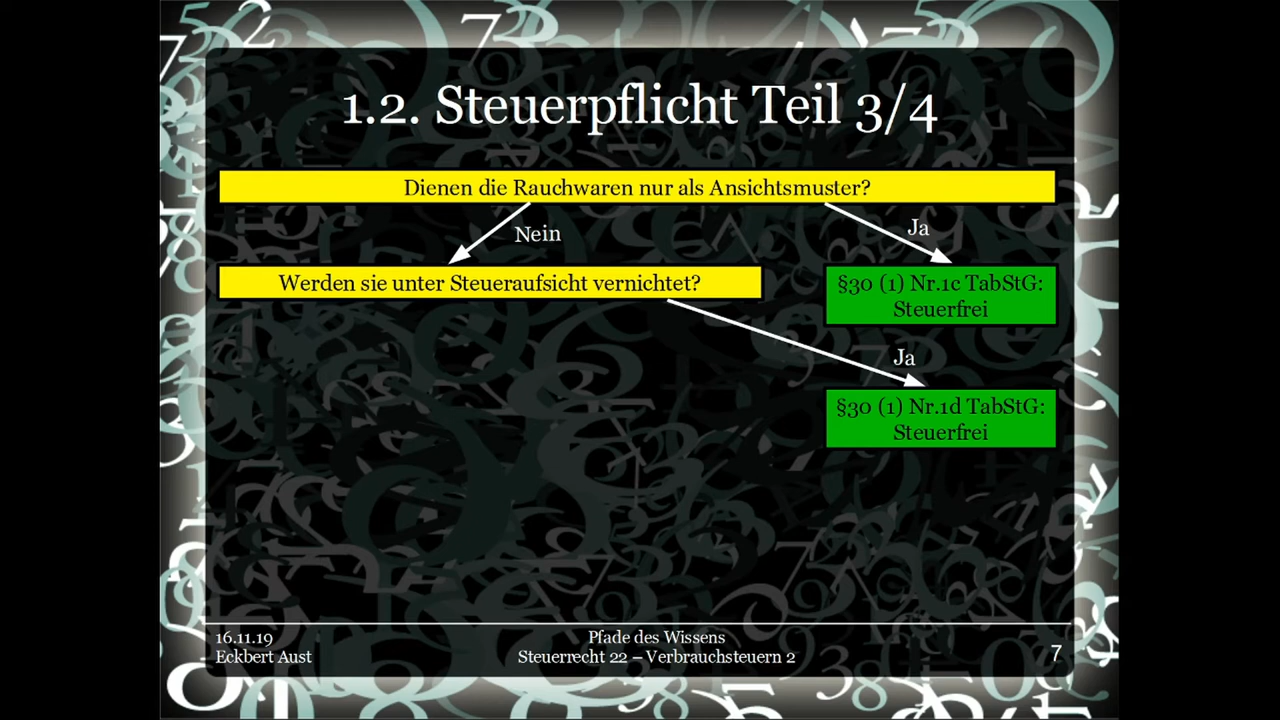 1.2. Steuerpflicht Teil 3/4
Dienen die Rauchwaren nur als Ansichtsmuster?
Nein
Ja
Werden sie unter Steueraufsicht vernichtet?
§30 (1) Nr.1c TabStG:
Steuerfrei
Ja
§30 (1) Nr.1d TabStG:
Steuerfrei
16.11.19
Eckbert Aust
Pfade des Wissens
Steuerrecht 22 – Verbrauchsteuern 2
7